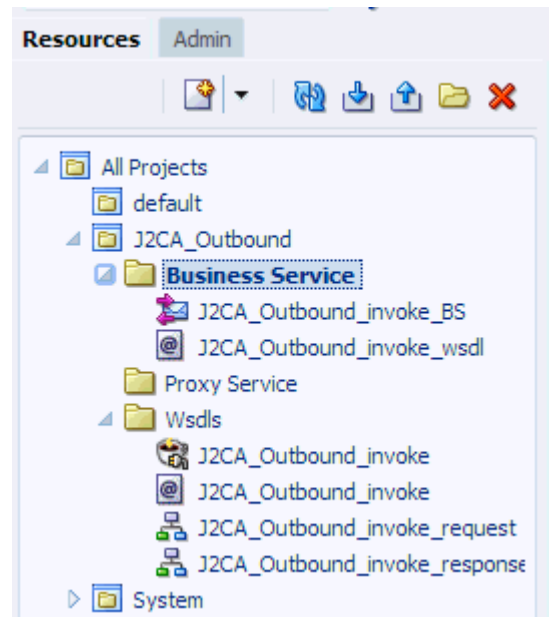 Resources Admin
All Projects
default
J2CA_Outbound
Business Service
J2CA_Outbound_invoke_BS
J2CA_Outbound_invoke_wsdl
Proxy Service
Wsdls
J2CA_Outbound_invoke
J2CA_Outbound_invoke
J2CA_Outbound_invoke_request
J2CA_Outbound_invoke_response
System